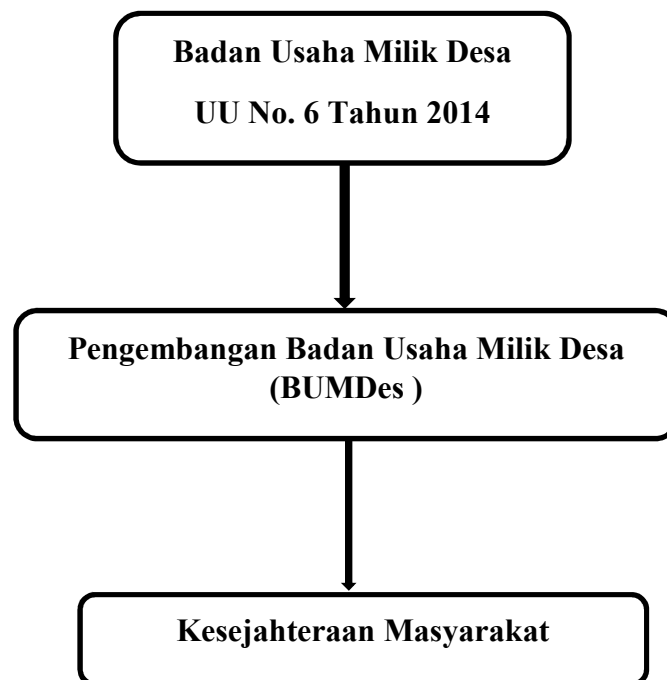 Badan Usaha Milik Desa
UU No. 6 Tahun 2014
Pengembangan Badan Usaha Milik Desa
(BUMDes )
Kesejahteraan Masyarakat